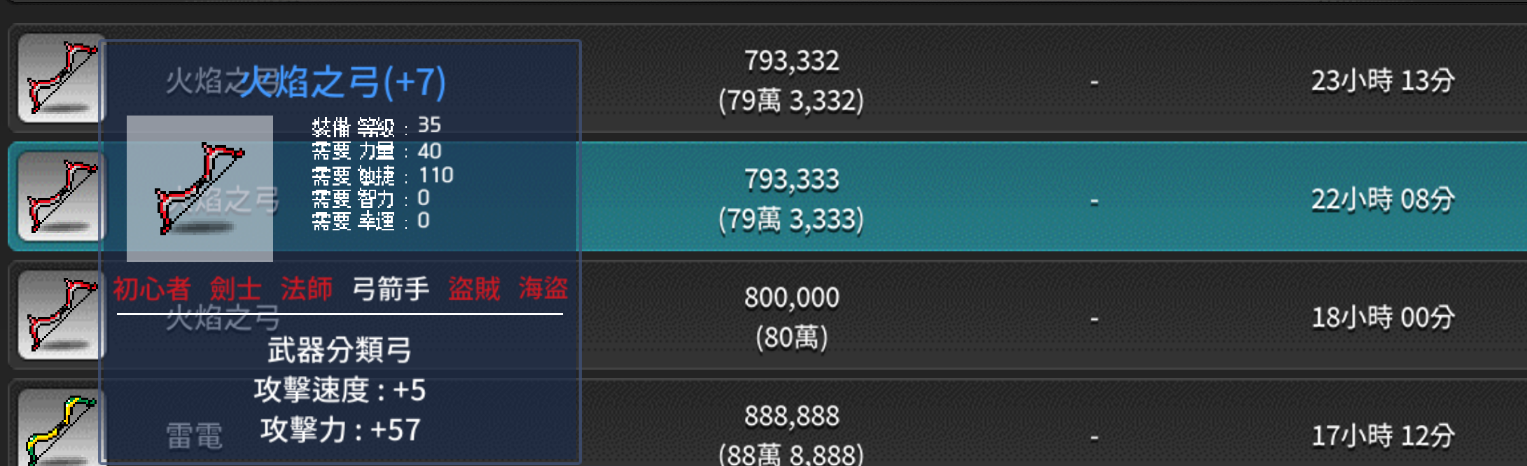 火焰之弓 793,332 - 23小時 13分
(79萬 3,332)
火焰之弓(+7)
裝備 等級 : 35
需要 力量 : 40
需要 敏捷 : 110
需要 智力 : 0
需要 幸運 : 0
初心者 劍士 法師 弓箭手 盜賊 海盜
武器分類弓
攻擊速度 : +5
攻擊力 : +57
火焰之弓 793,333 - 22小時 08分
(79萬 3,333)
火焰之弓 800,000 - 18小時 00分
(80萬)
雷電 888,888 - 17小時 12分
(88萬 8,888)